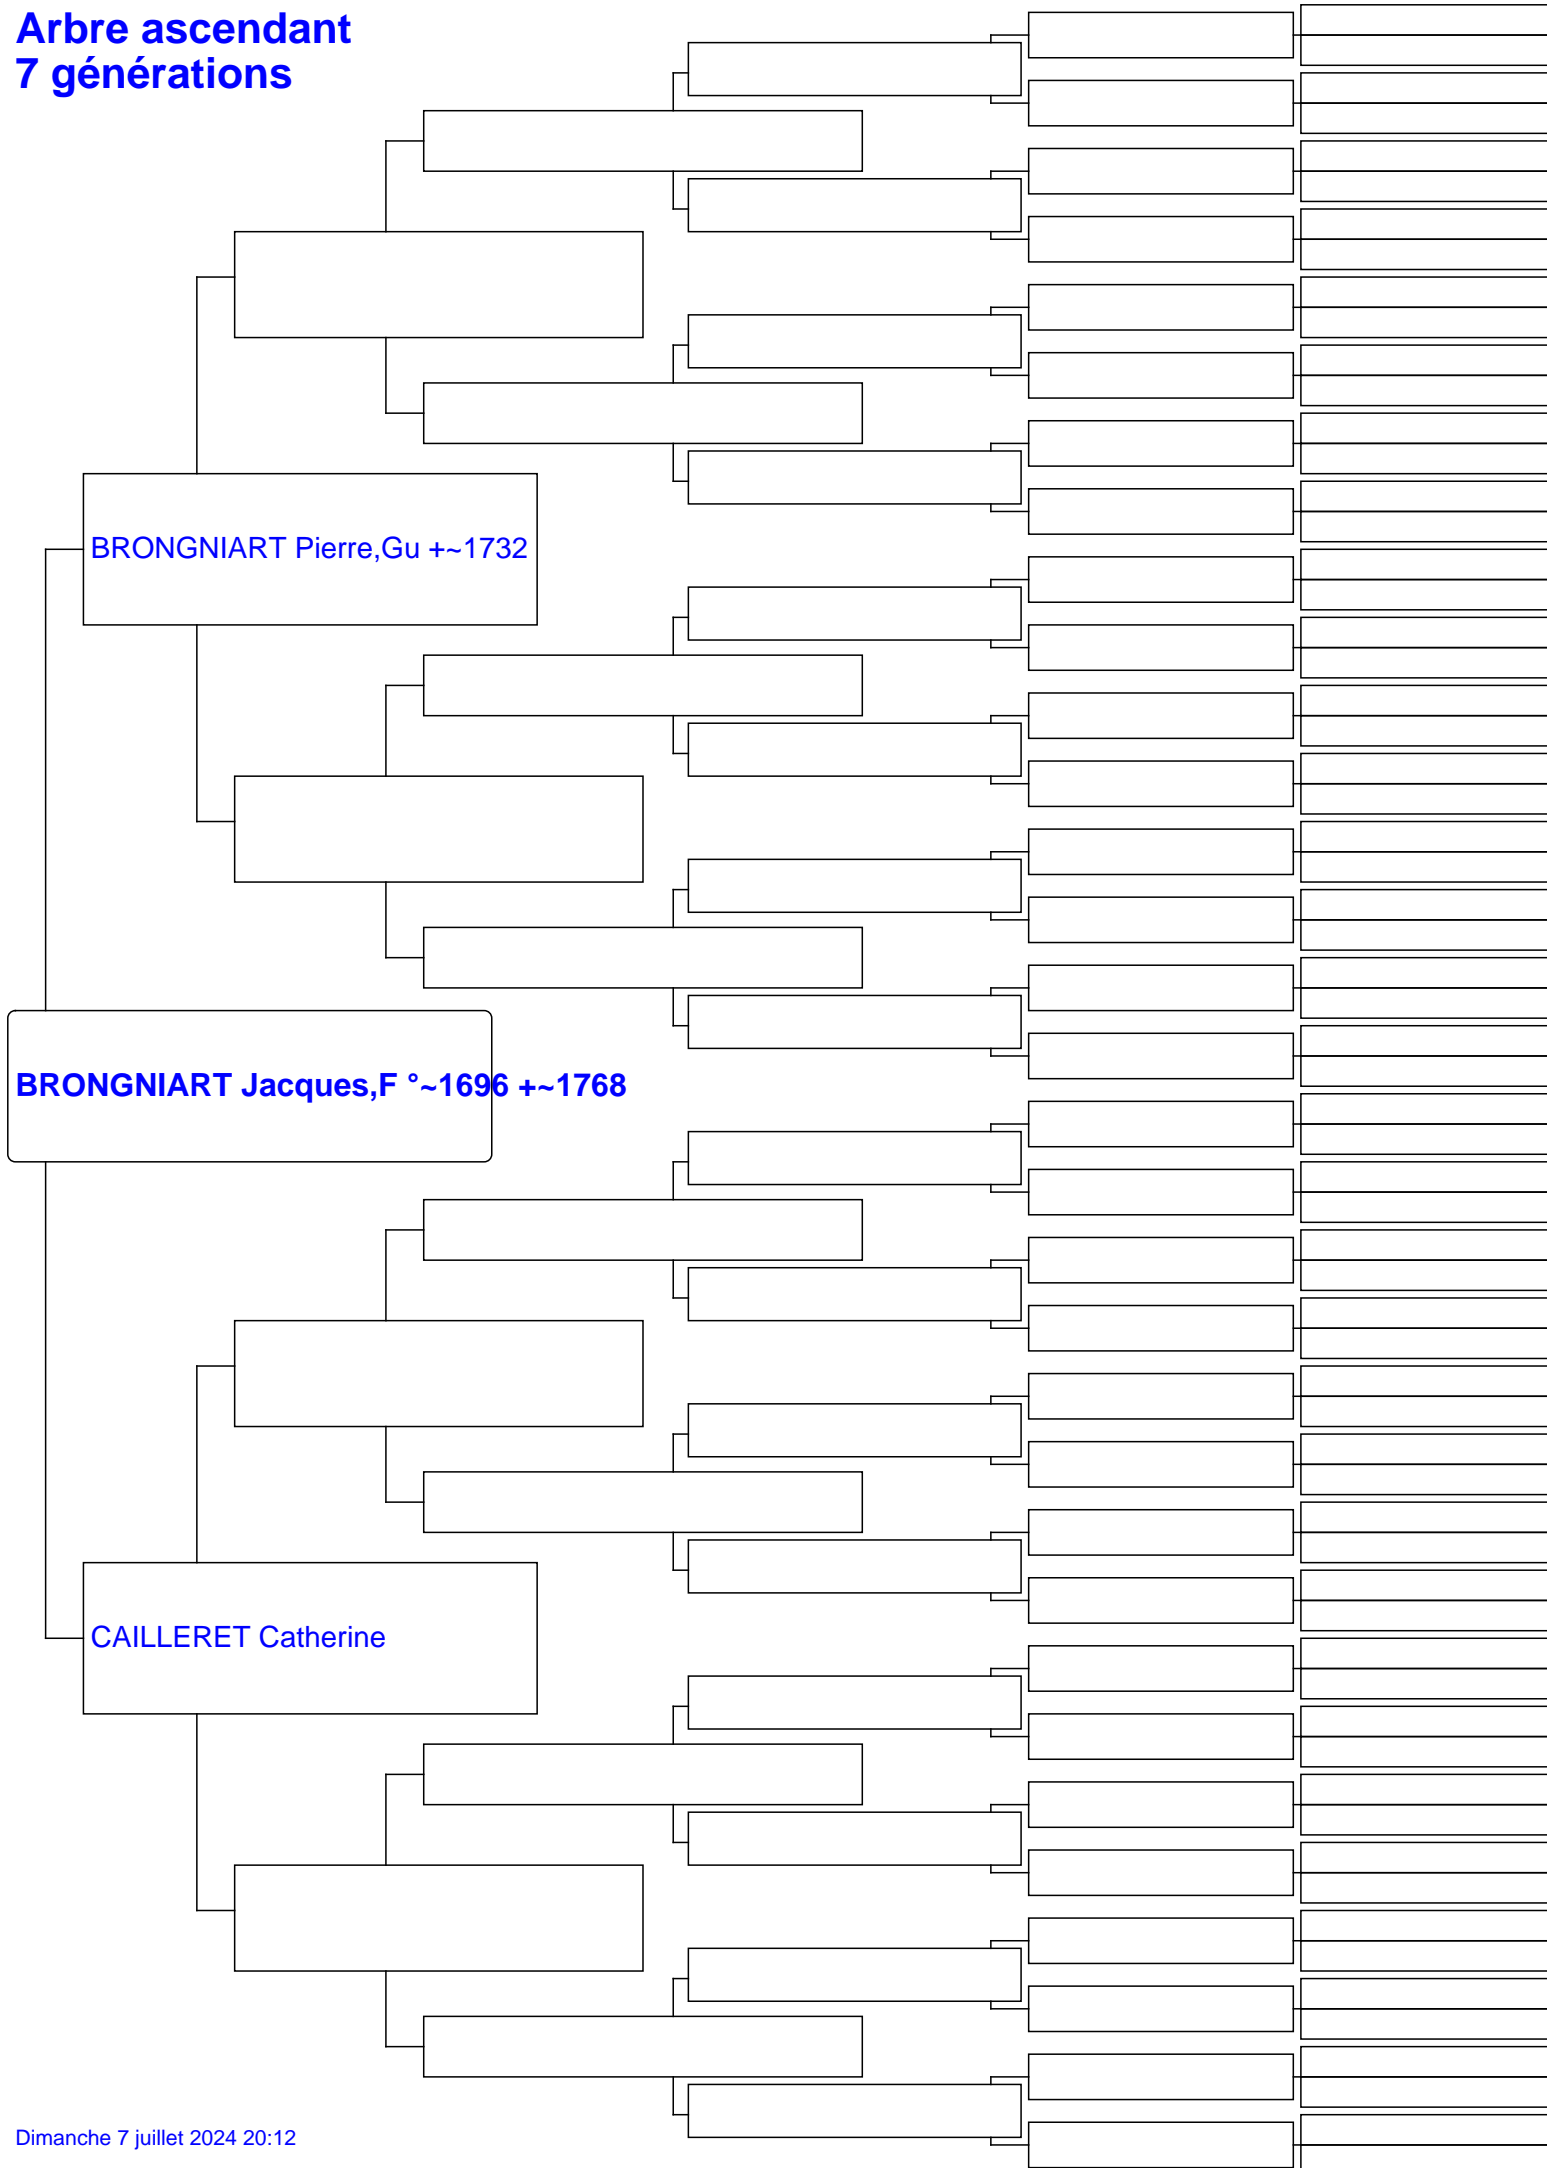 Arbre ascendant
7 générations
BRONGNIART Pierre,Gu +~1732
BRONGNIART Jacques,F °~1696 +~1768
CAILLERET Catherine
Dimanche 7 juillet 2024 20:12